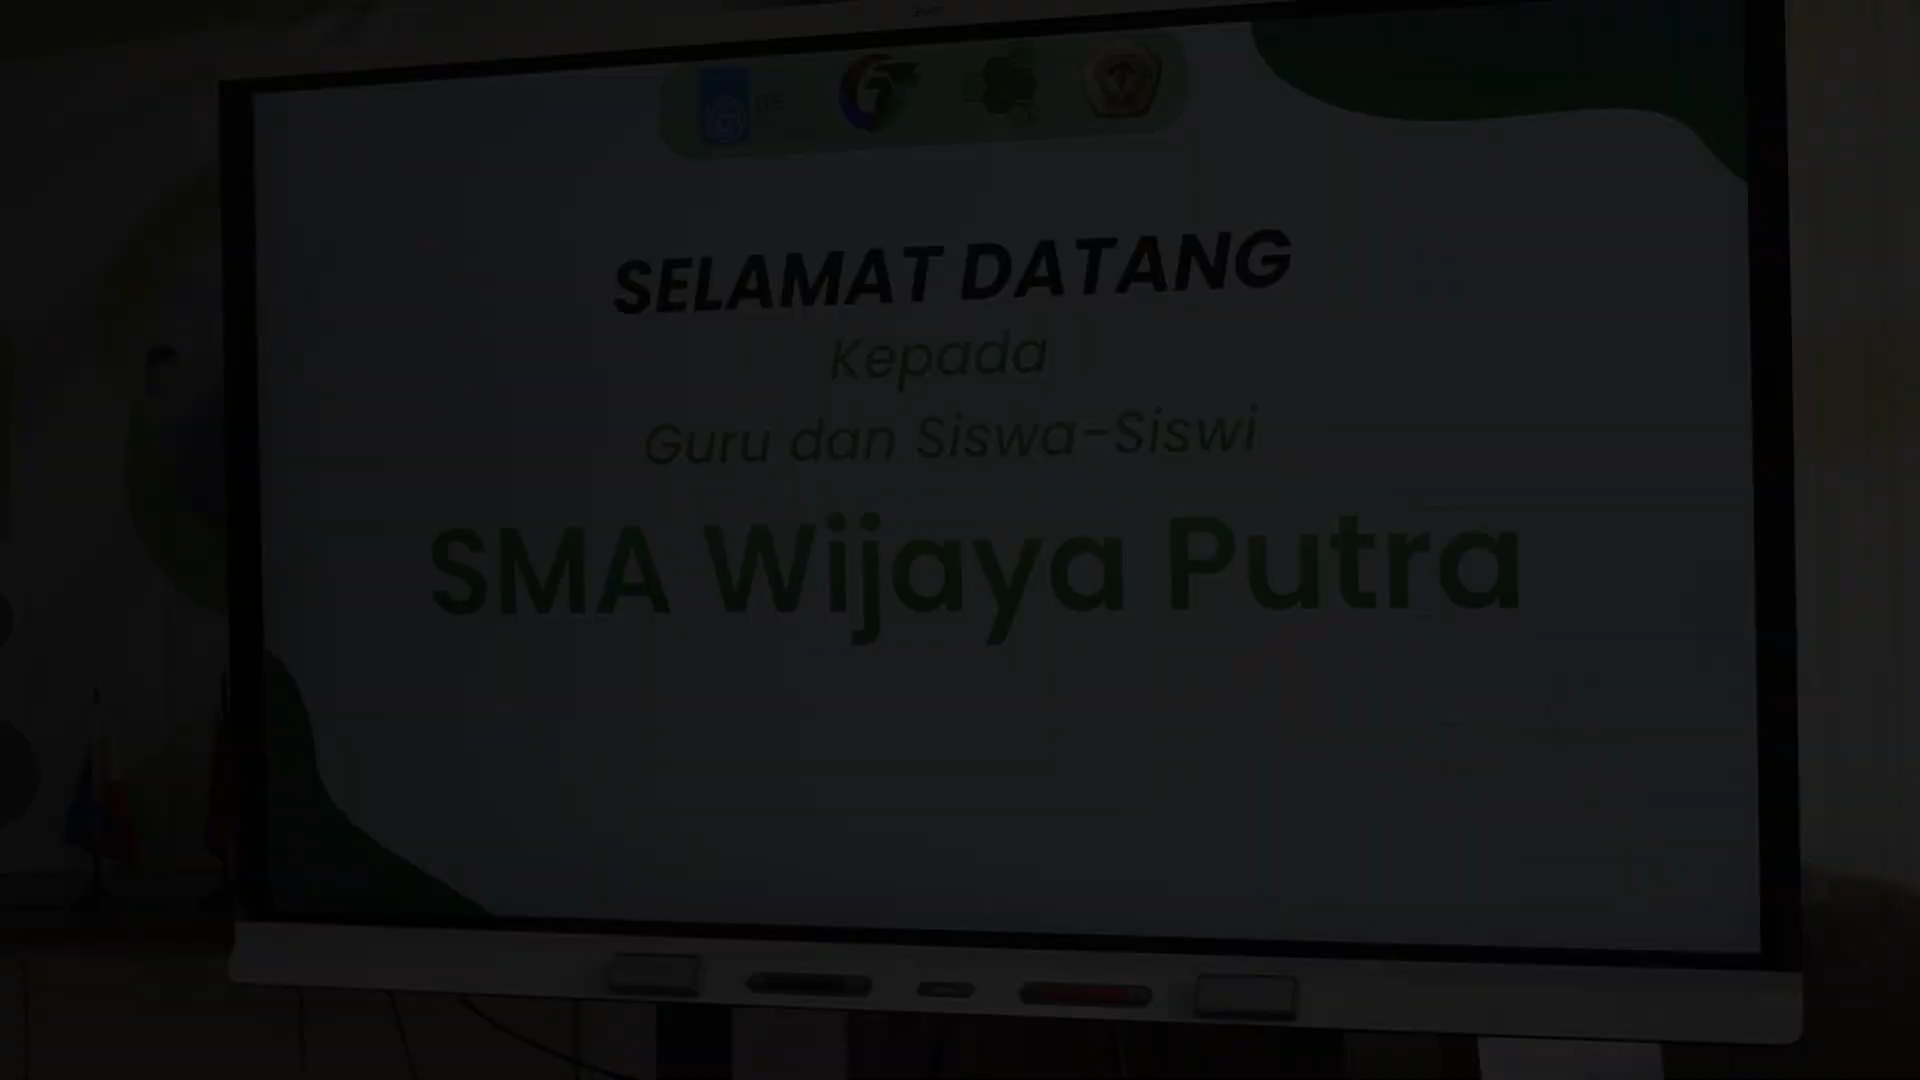 SELAMAT DATANG
Kepada
Guru dan Siswa-Siswi
SMA Wijaya Putra